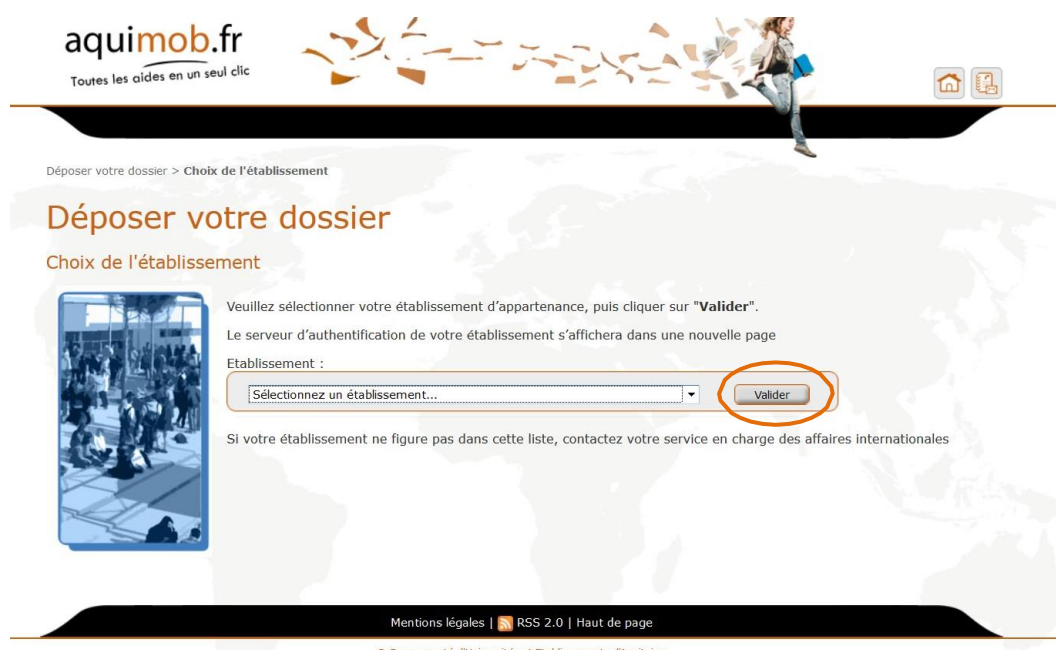 aquimob.fr
Toutes les aides en un seul clic
Déposer votre dossier > Choix de l'établissement
Déposer votre dossier
Choix de l'établissement
Veuillez sélectionner votre établissement d'appartenance, puis cliquer sur "Valider".
Le serveur d'authentification de votre établissement s'affichera dans une nouvelle page
Etablissement :
Sélectionnez un établissement... Valider
Si votre établissement ne figure pas dans cette liste, contactez votre service en charge des affaires internationales
Mentions légales | RSS 2.0 | Haut de page